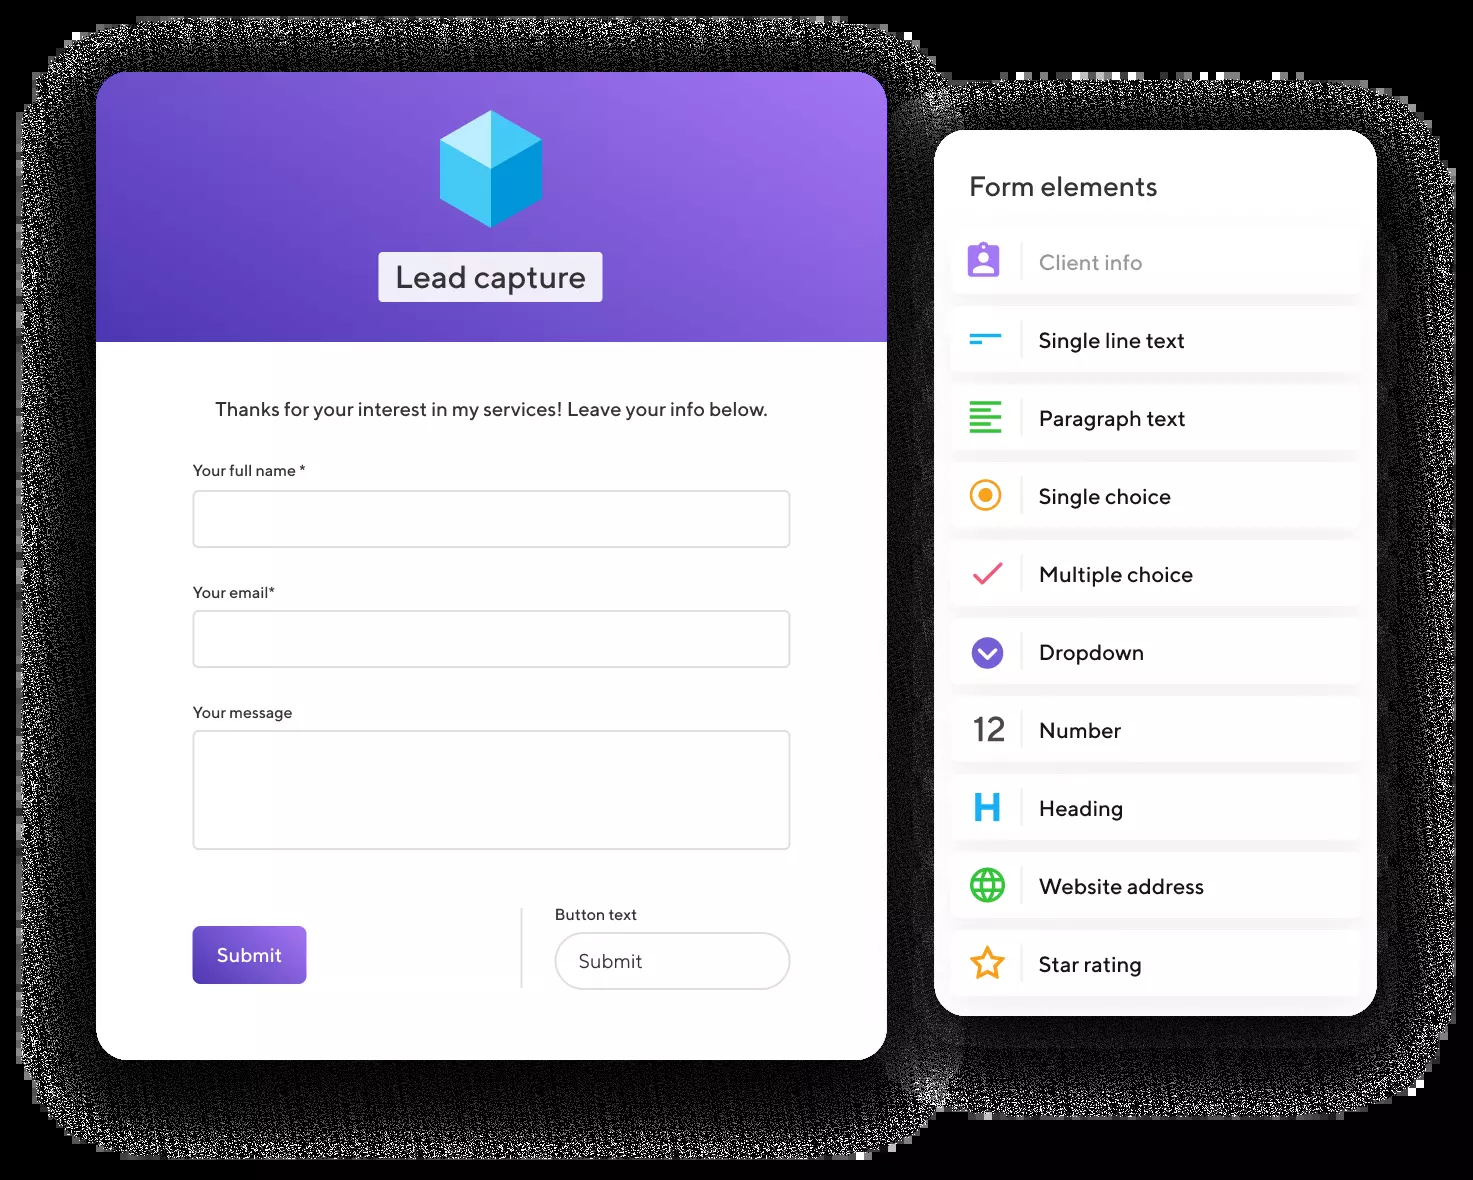 Lead capture
Thanks for your interest in my services! Leave your info below.
Your full name *
Your email*
Your message
Submit
Button text
Submit
Form elements
Client info
Single line text
Paragraph text
Single choice
Multiple choice
Dropdown
12 Number
H Heading
Website address
Star rating